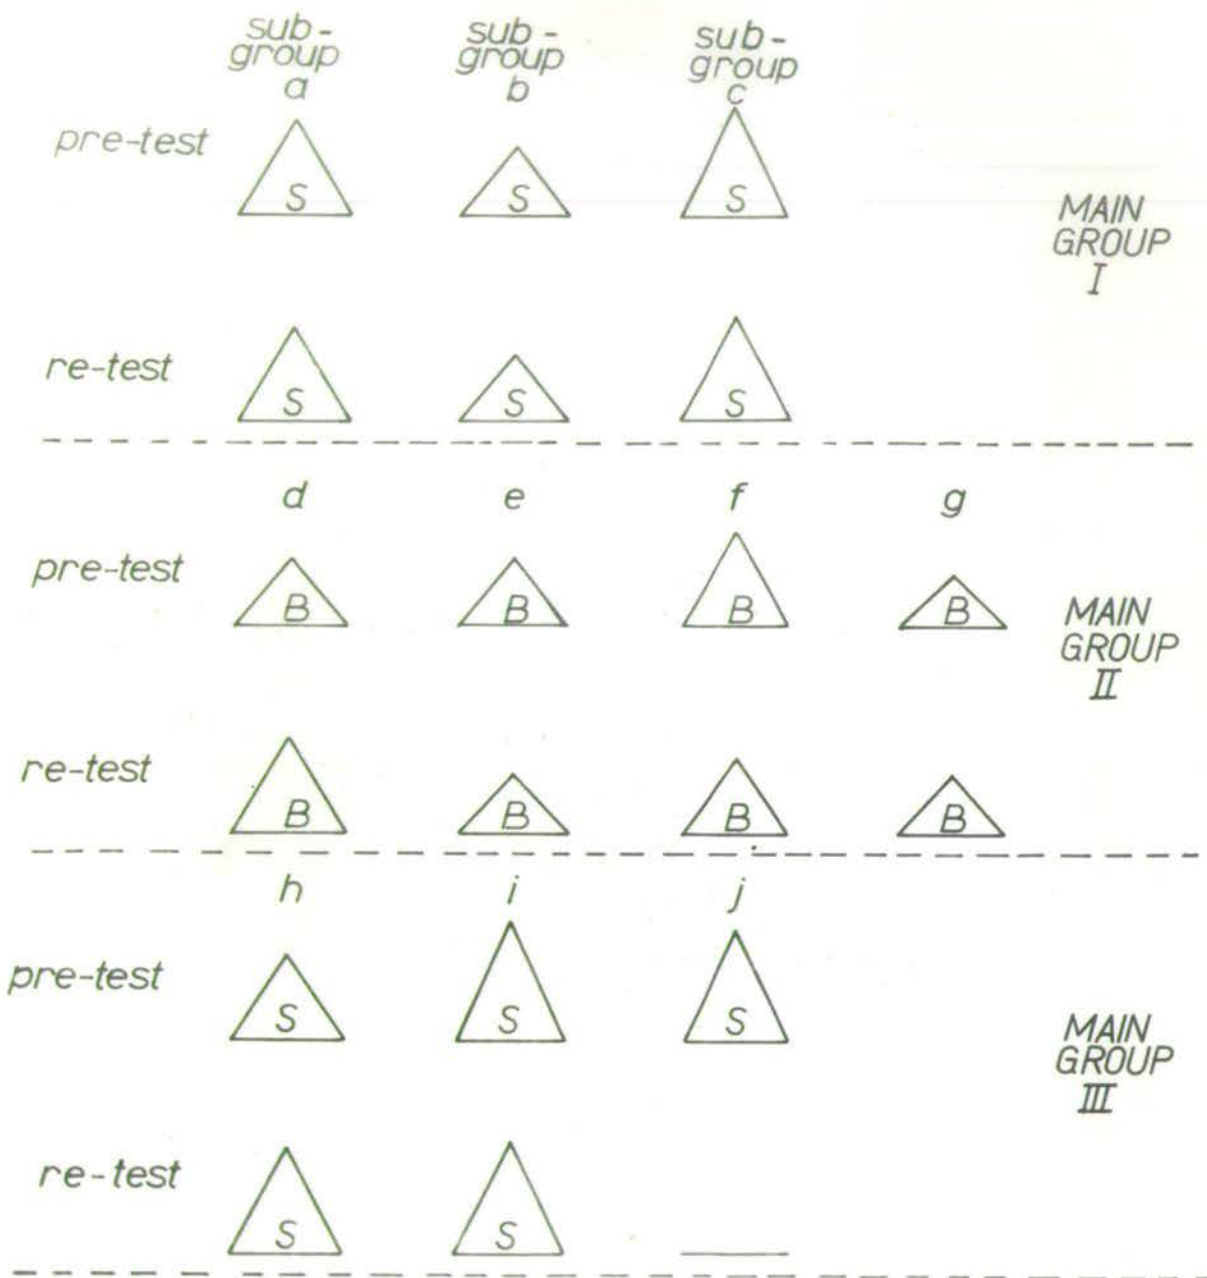 sub-
group
a
sub-
group
b
sub-
group
c
pre-test
S
S
S
MAIN
GROUP
I
re-test
S
S
S
d
e
f
g
pre-test
B
B
B
B
MAIN
GROUP
II
re-test
B
B
B
B
h
i
j
pre-test
S
S
S
MAIN
GROUP
III
re-test
S
S